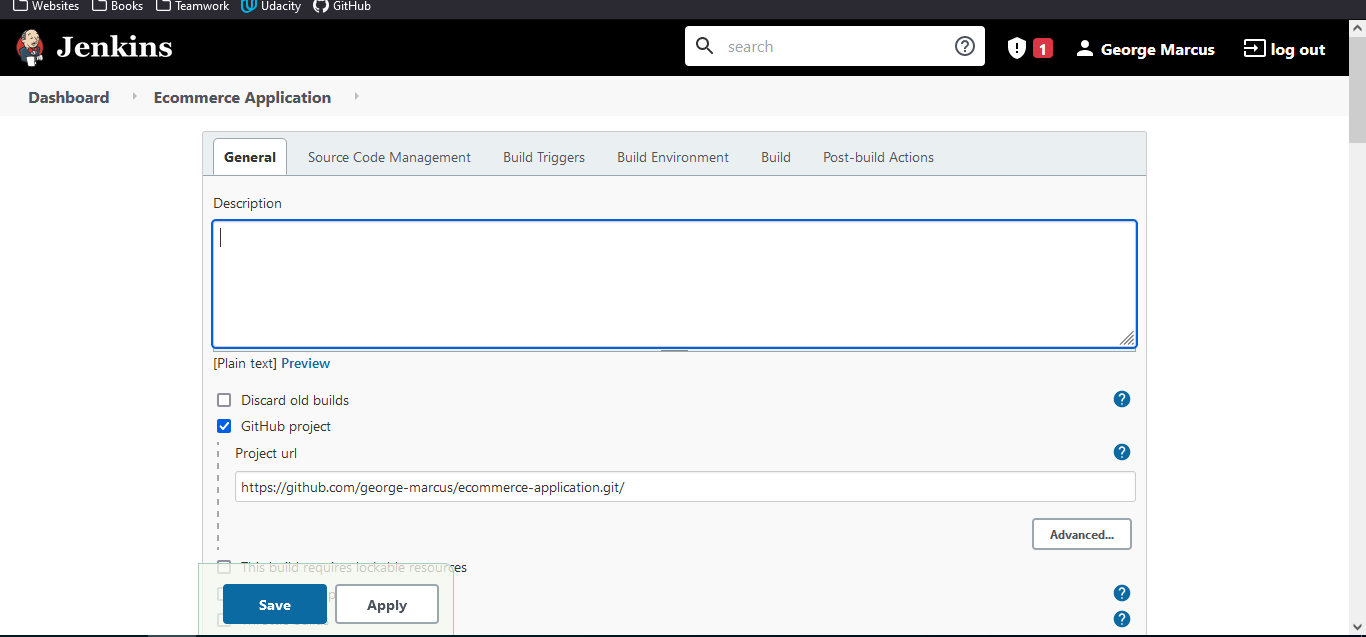 Websites Books Teamwork Udacity GitHub
Jenkins search 1 George Marcus log out
Dashboard Ecommerce Application
General Source Code Management Build Triggers Build Environment Build Post-build Actions
Description
[Plain text] Preview
Discard old builds
GitHub project
Project url
https://github.com/george-marcus/ecommerce-application.git/
Advanced...
This build requires lockable resources
Save Apply